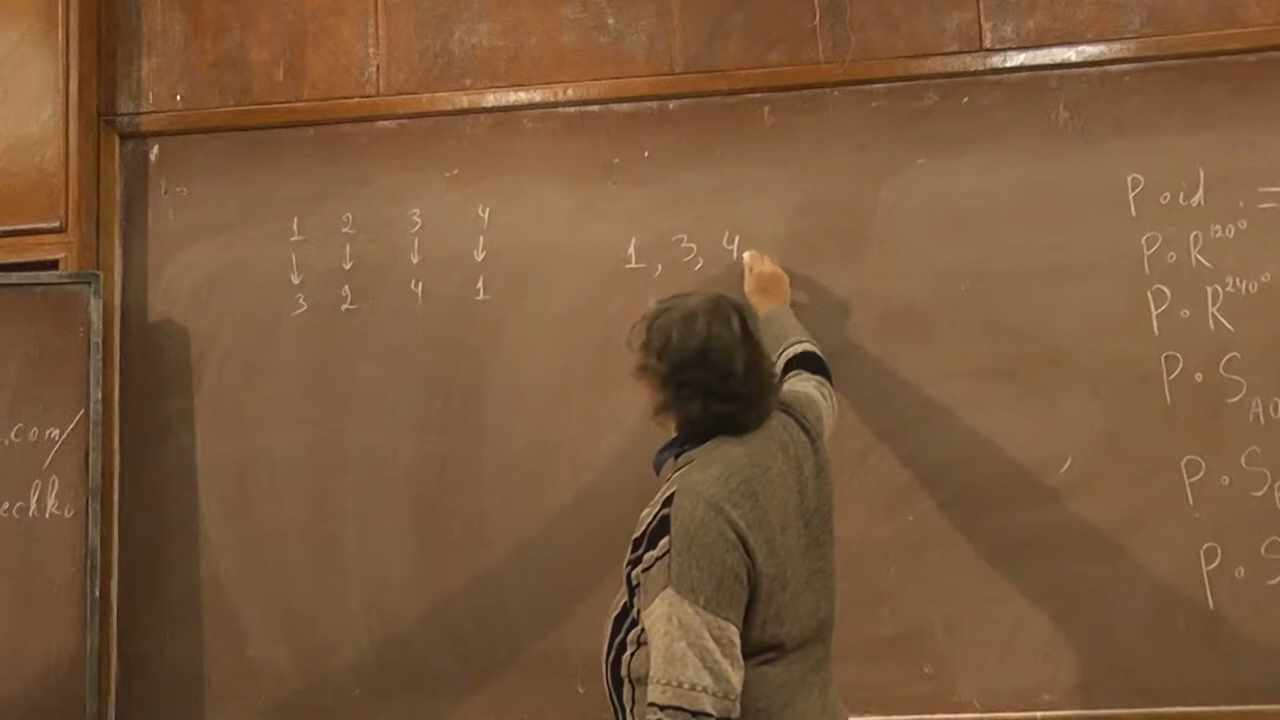 1 2 3 4
↓ ↓ ↓ ↓
3 2 4 1
1, 3, 4
.com/
echko
P∘id =
P∘R^120°
P∘R^240°
P∘S
P∘S
P∘S